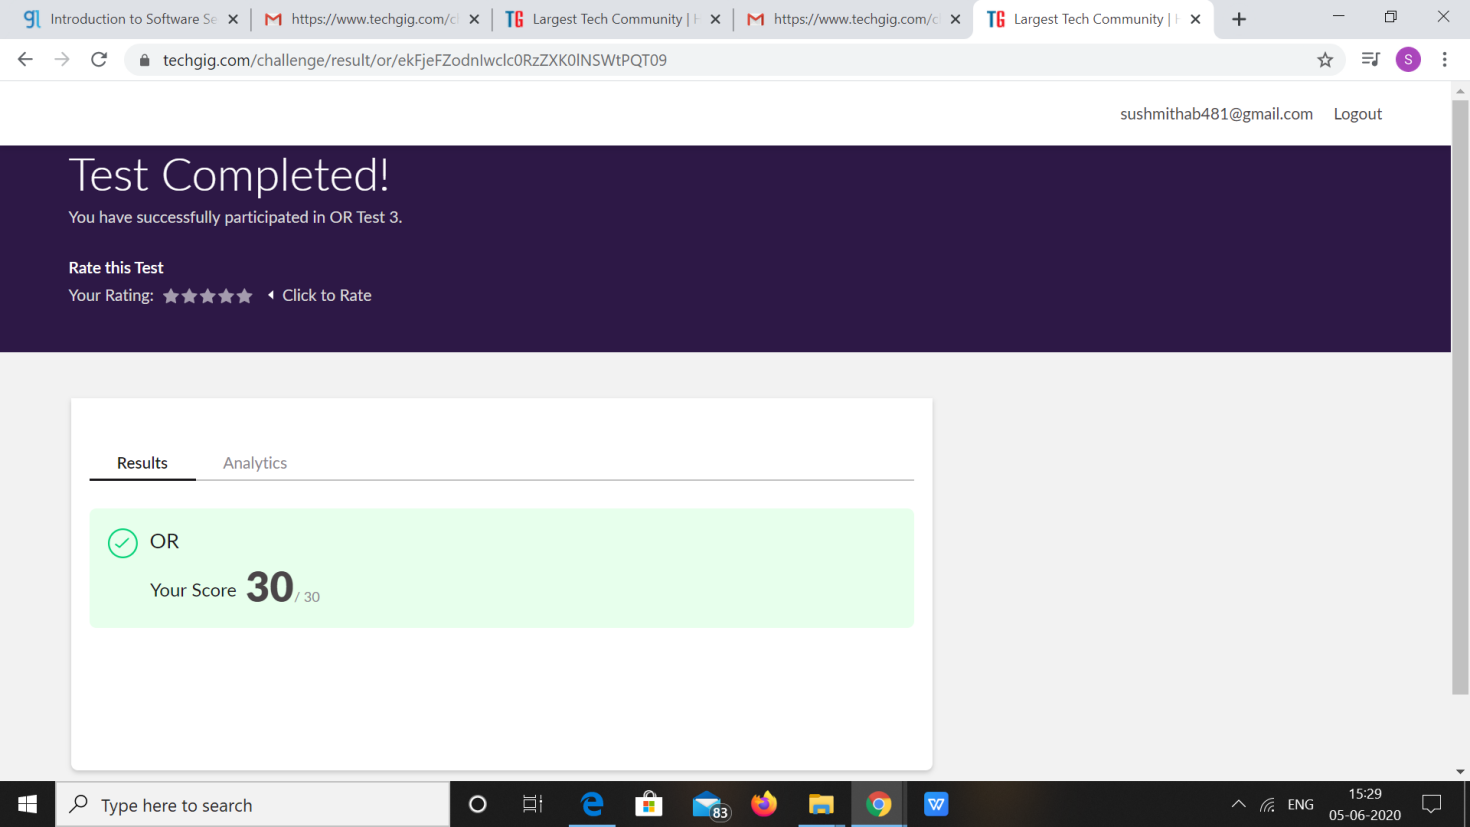 Introduction to Software Se
https://www.techgig.com/c
Largest Tech Community |
https://www.techgig.com/c
Largest Tech Community |
techgig.com/challenge/result/or/ekFjeFZodnIwclc0RzZXK0lNSWtPQT09
S
sushmithab481@gmail.com Logout
Test Completed!
You have successfully participated in OR Test 3.
Rate this Test
Your Rating: Click to Rate
Results Analytics
OR
Your Score 30 / 30
Type here to search
83
ENG
15:29
05-06-2020